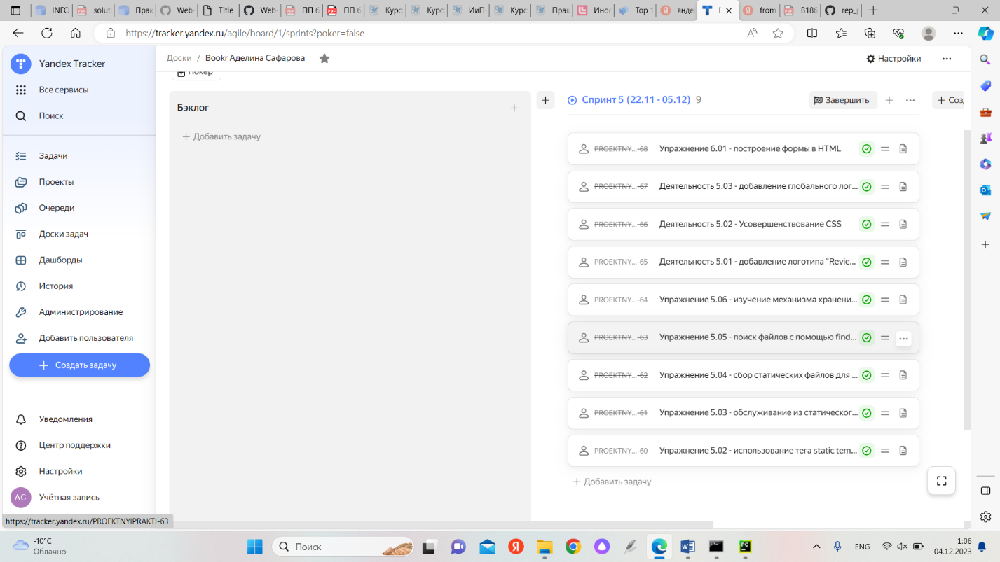 INFO
solut
Прак
Web-
Title
Web-
ПП 6
ПП 6
Курс
Курс
ИиП
Курс
Прак
Инос
Top 1
янде
from
B186
rep_
https://tracker.yandex.ru/agile/board/1/sprints?poker=false
Yandex Tracker
Все сервисы
Поиск
Задачи
Проекты
Очереди
Доски задач
Дашборды
История
Администрирование
Добавить пользователя
Создать задачу
Уведомления
Центр поддержки
Настройки
АС Учётная запись
https://tracker.yandex.ru/PROEKTNYIPRAKTI-63
Доски / Bookr Аделина Сафарова
Настройки
Покер
Бэклог
Добавить задачу
Спринт 5 (22.11 - 05.12) 9
Завершить
PROEKTNY...-68 Упражнение 6.01 - построение формы в HTML
PROEKTNY...-67 Деятельность 5.03 - добавление глобального лог...
PROEKTNY...-66 Деятельность 5.02 - Усовершенствование CSS
PROEKTNY...-65 Деятельность 5.01 - добавление логотипа "Revie...
PROEKTNY...-64 Упражнение 5.06 - изучение механизма хранени...
PROEKTNY...-63 Упражнение 5.05 - поиск файлов с помощью find...
PROEKTNY...-62 Упражнение 5.04 - сбор статических файлов для ...
PROEKTNY...-61 Упражнение 5.03 - обслуживание из статическог...
PROEKTNY...-60 Упражнение 5.02 - использование тега static tem...
Добавить задачу
-10°C
Облачно
Поиск
ENG
1:06
04.12.2023